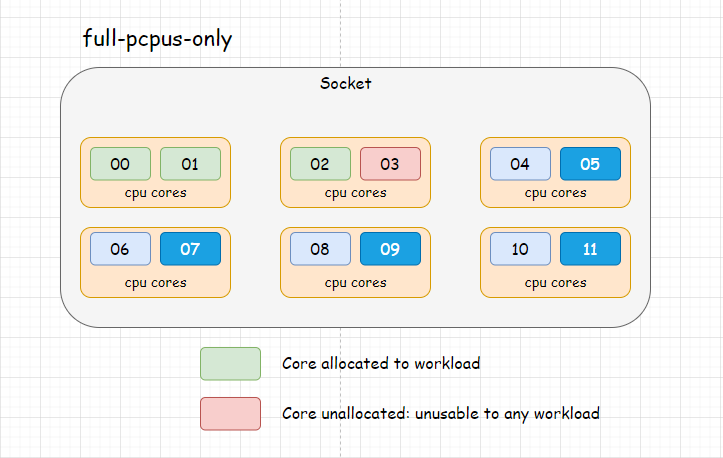 full-pcpus-only
Socket
00 01 02 03 04 05
cpu cores cpu cores cpu cores
06 07 08 09 10 11
cpu cores cpu cores cpu cores
Core allocated to workload
Core unallocated: unusable to any workload